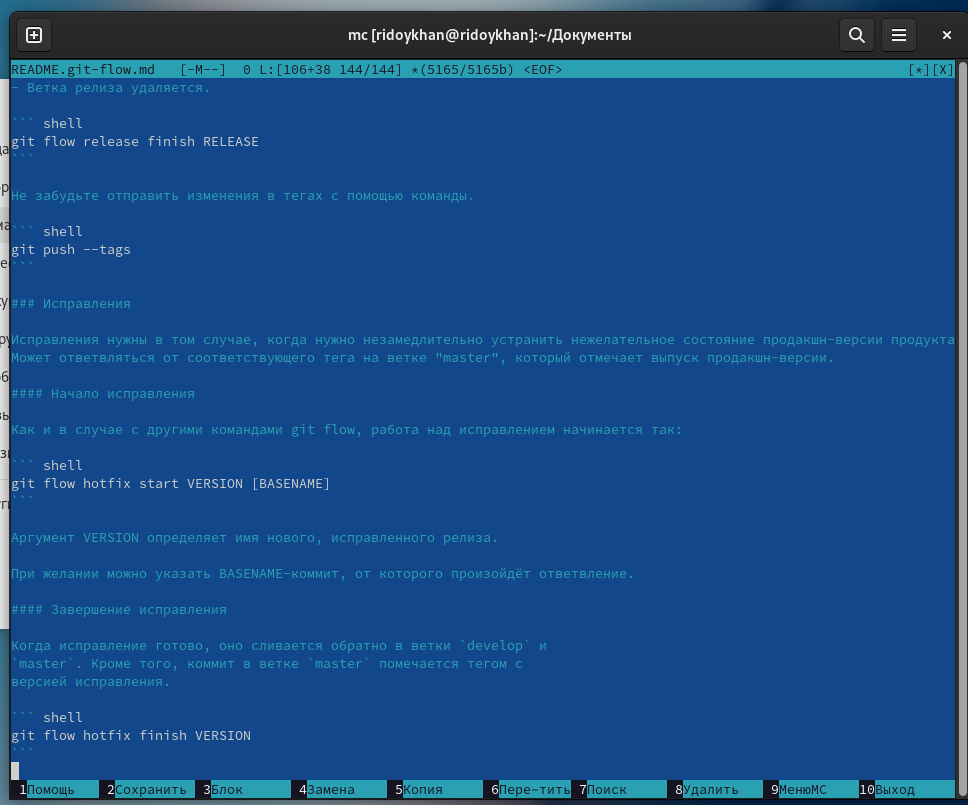 mc [ridoykhan@ridoykhan]:~/Документы
README.git-flow.md [-M--] 0 L:[106+38 144/144] *(5165/5165b) <EOF> [*][X]
- Ветка релиза удаляется.
``` shell
git flow release finish RELEASE
```
Не забудьте отправить изменения в тегах с помощью команды.
``` shell
git push --tags
```
### Исправления
Исправления нужны в том случае, когда нужно незамедлительно устранить нежелательное состояние продакшн-версии продукта
Может ответвляться от соответствующего тега на ветке "master", который отмечает выпуск продакшн-версии.
#### Начало исправления
Как и в случае с другими командами git flow, работа над исправлением начинается так:
``` shell
git flow hotfix start VERSION [BASENAME]
```
Аргумент VERSION определяет имя нового, исправленного релиза.
При желании можно указать BASENAME-коммит, от которого произойдёт ответвление.
#### Завершение исправления
Когда исправление готово, оно сливается обратно в ветки `develop` и
`master`. Кроме того, коммит в ветке `master` помечается тегом с
версией исправления.
``` shell
git flow hotfix finish VERSION
```
1Помощь 2Сохранить 3Блок 4Замена 5Копия 6Пере~тить 7Поиск 8Удалить 9МенюMC 10Выход